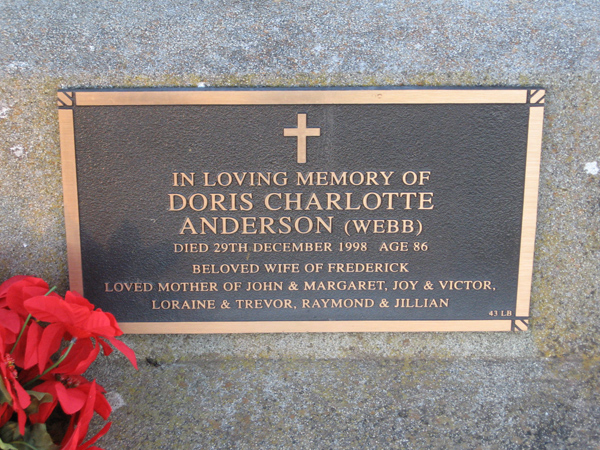 IN LOVING MEMORY OF
DORIS CHARLOTTE
ANDERSON (WEBB)
DIED 29TH DECEMBER 1998 AGE 86
BELOVED WIFE OF FREDERICK
LOVED MOTHER OF JOHN & MARGARET, JOY & VICTOR,
LORAINE & TREVOR, RAYMOND & JILLIAN
43 LB